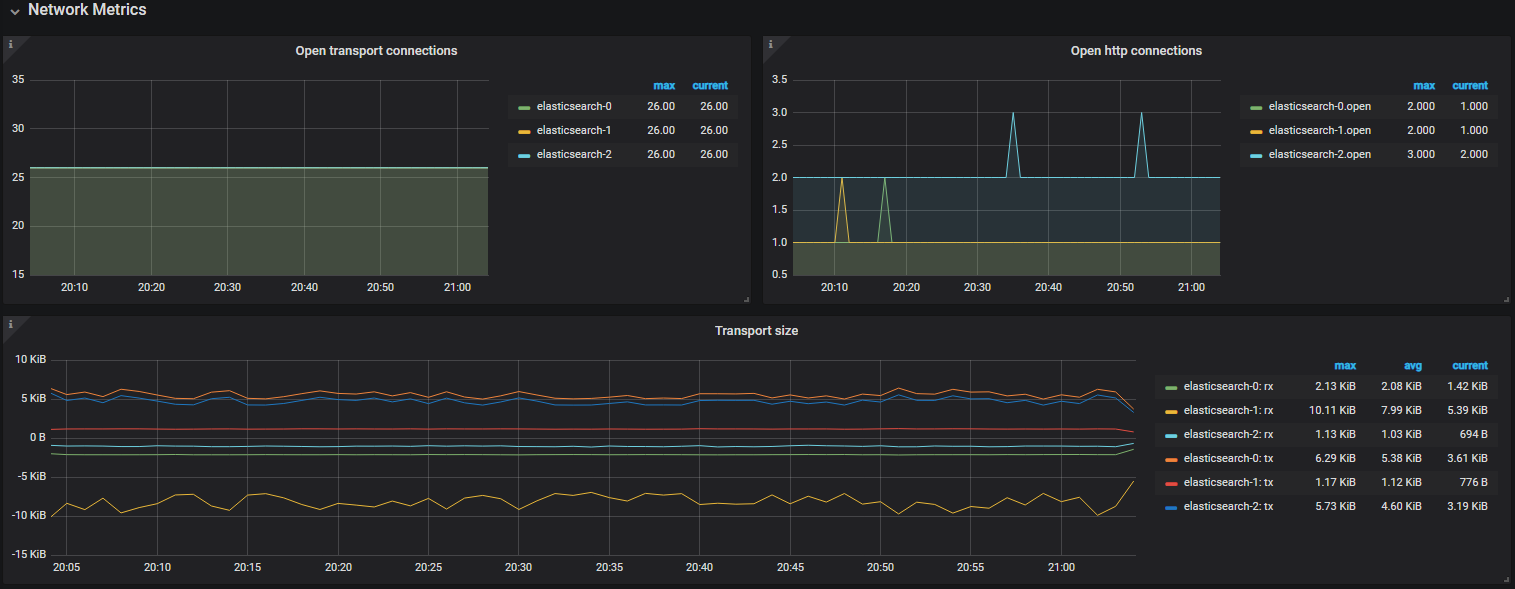 Network Metrics
i
Open transport connections
35
30
25
20
15
20:10 20:20 20:30 20:40 20:50 21:00
max current
elasticsearch-0 26.00 26.00
elasticsearch-1 26.00 26.00
elasticsearch-2 26.00 26.00
i
Open http connections
3.5
3.0
2.5
2.0
1.5
1.0
0.5
20:10 20:20 20:30 20:40 20:50 21:00
max current
elasticsearch-0.open 2.000 1.000
elasticsearch-1.open 2.000 1.000
elasticsearch-2.open 3.000 2.000
i
Transport size
10 KiB
5 KiB
0 B
-5 KiB
-10 KiB
-15 KiB
20:05 20:10 20:15 20:20 20:25 20:30 20:35 20:40 20:45 20:50 20:55 21:00
max avg current
elasticsearch-0: rx 2.13 KiB 2.08 KiB 1.42 KiB
elasticsearch-1: rx 10.11 KiB 7.99 KiB 5.39 KiB
elasticsearch-2: rx 1.13 KiB 1.03 KiB 694 B
elasticsearch-0: tx 6.29 KiB 5.38 KiB 3.61 KiB
elasticsearch-1: tx 1.17 KiB 1.12 KiB 776 B
elasticsearch-2: tx 5.73 KiB 4.60 KiB 3.19 KiB